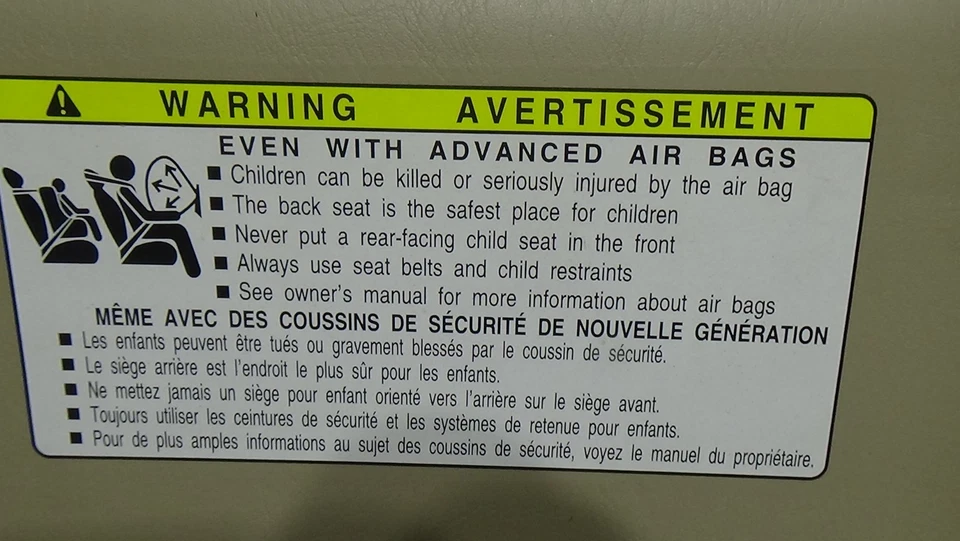 WARNING AVERTISSEMENT
EVEN WITH ADVANCED AIR BAGS
■ Children can be killed or seriously injured by the air bag
■ The back seat is the safest place for children
■ Never put a rear-facing child seat in the front
■ Always use seat belts and child restraints
■ See owner's manual for more information about air bags
MÊME AVEC DES COUSSINS DE SÉCURITÉ DE NOUVELLE GÉNÉRATION
■ Les enfants peuvent être tués ou gravement blessés par le coussin de sécurité.
■ Le siège arrière est l'endroit le plus sûr pour les enfants.
■ Ne mettez jamais un siège pour enfant orienté vers l'arrière sur le siège avant.
■ Toujours utiliser les ceintures de sécurité et les systèmes de retenue pour enfants.
■ Pour de plus amples informations au sujet des coussins de sécurité, voyez le manuel du propriétaire.